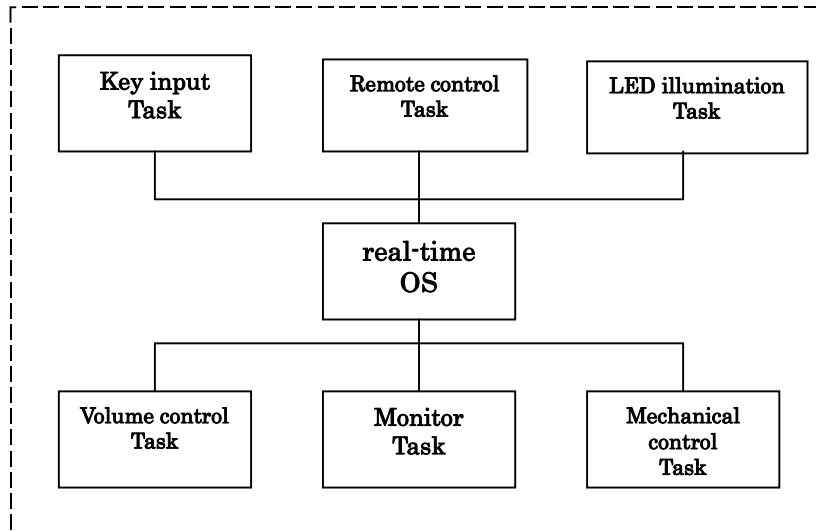 Key input
Task
Remote control
Task
LED illumination
Task
real-time
OS
Volume control
Task
Monitor
Task
Mechanical
control
Task